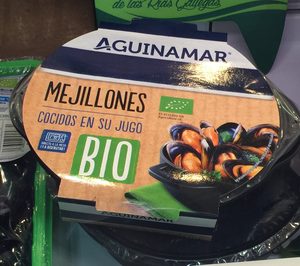 de las Rías Gallegas
AGUINAMAR
MEJILLONES
COCIDOS EN SU JUGO
BIO
AGUINAMAR